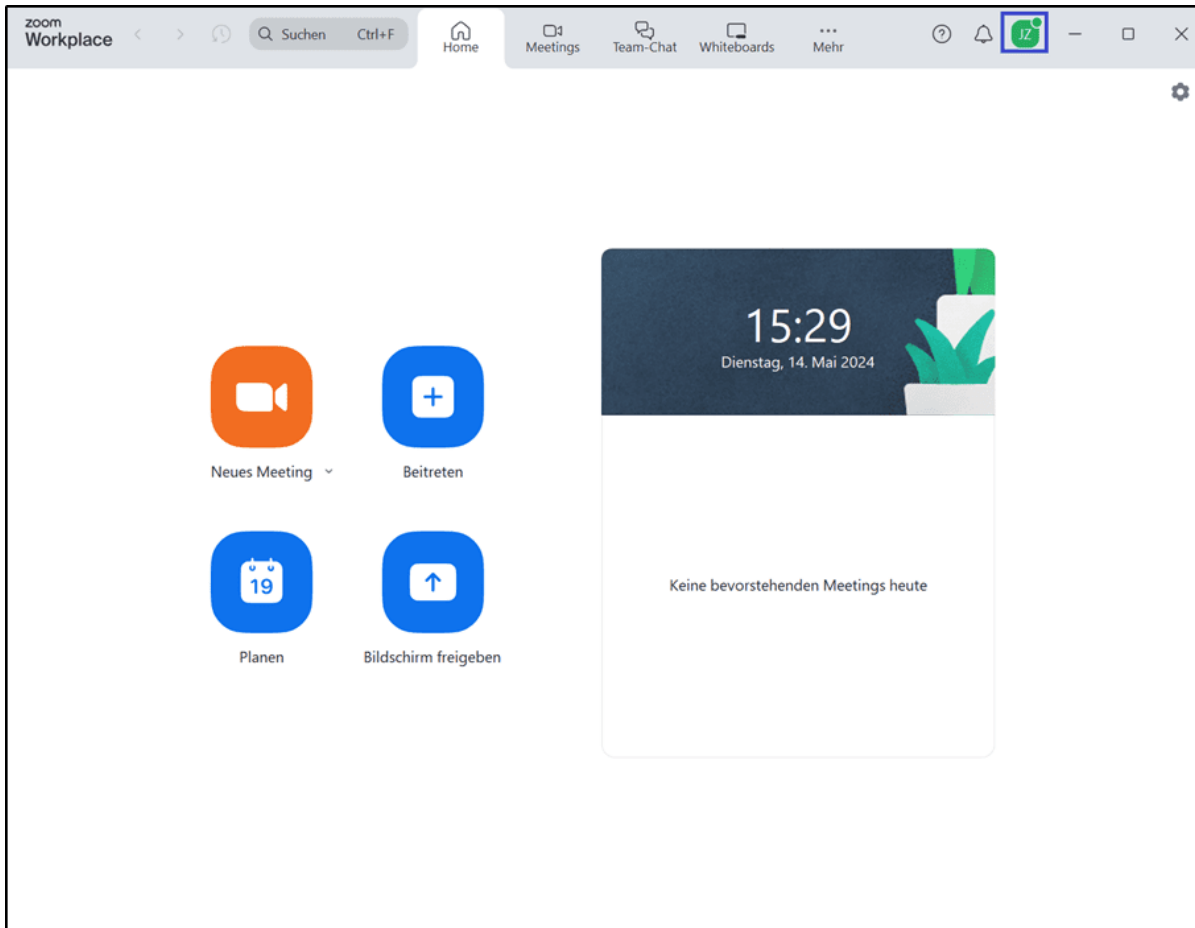 zoom
Workplace
Suchen Ctrl+F
Home
Meetings
Team-Chat
Whiteboards
Mehr
JZ
15:29
Dienstag, 14. Mai 2024
Neues Meeting
Beitreten
19
Planen
Bildschirm freigeben
Keine bevorstehenden Meetings heute